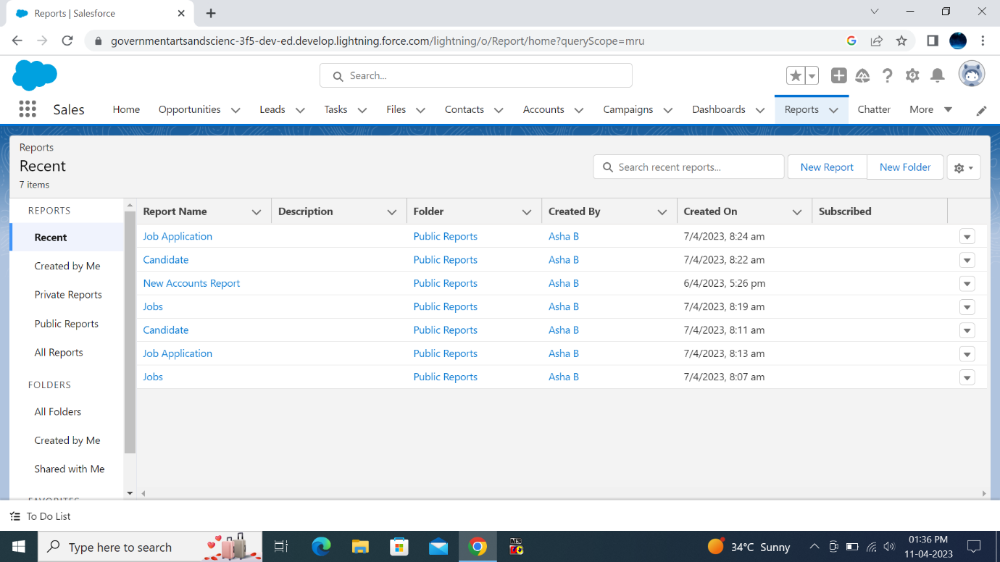 Reports | Salesforce
governmentartsandscienc-3f5-dev-ed.develop.lightning.force.com/lightning/o/Report/home?queryScope=mru
Search...
Sales Home Opportunities Leads Tasks Files Contacts Accounts Campaigns Dashboards Reports Chatter More
Reports
Recent
7 items
Search recent reports...
New Report
New Folder
REPORTS
Recent
Created by Me
Private Reports
Public Reports
All Reports
FOLDERS
All Folders
Created by Me
Shared with Me
FAVORITES
Report Name Description Folder Created By Created On Subscribed
Job Application Public Reports Asha B 7/4/2023, 8:24 am
Candidate Public Reports Asha B 7/4/2023, 8:22 am
New Accounts Report Public Reports Asha B 6/4/2023, 5:26 pm
Jobs Public Reports Asha B 7/4/2023, 8:19 am
Candidate Public Reports Asha B 7/4/2023, 8:11 am
Job Application Public Reports Asha B 7/4/2023, 8:13 am
Jobs Public Reports Asha B 7/4/2023, 8:07 am
To Do List
Type here to search
34°C Sunny
01:36 PM
11-04-2023